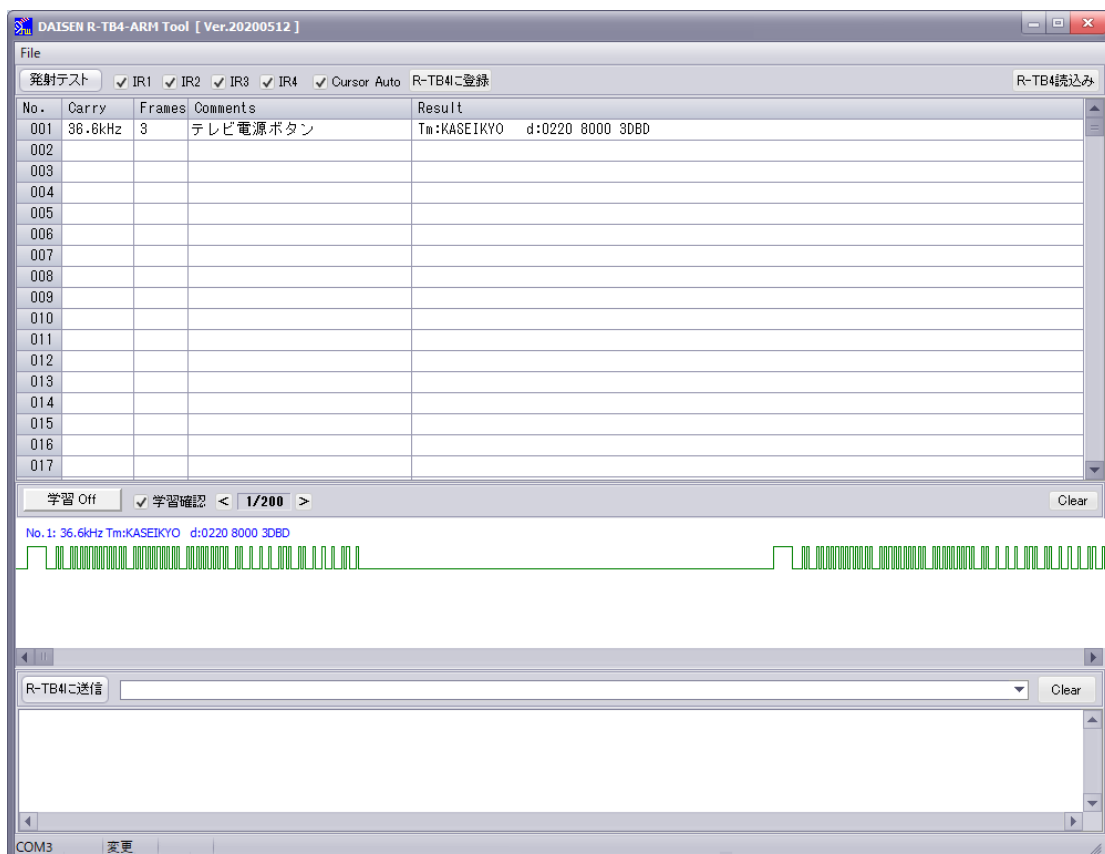 DAISEN R-TB4-ARM Tool [ Ver.20200512 ]
File
発射テスト IR1 IR2 IR3 IR4 Cursor Auto R-TB4に登録 R-TB4読込み
No. Carry Frames Comments Result
001 36.6kHz 3 テレビ電源ボタン Tm:KASEIKYO d:0220 8000 3DBD
002
003
004
005
006
007
008
009
010
011
012
013
014
015
016
017
学習 Off 学習確認 < 1/200 > Clear
No.1: 36.6kHz Tm:KASEIKYO d:0220 8000 3DBD
R-TB4に送信 Clear
COM3 変更